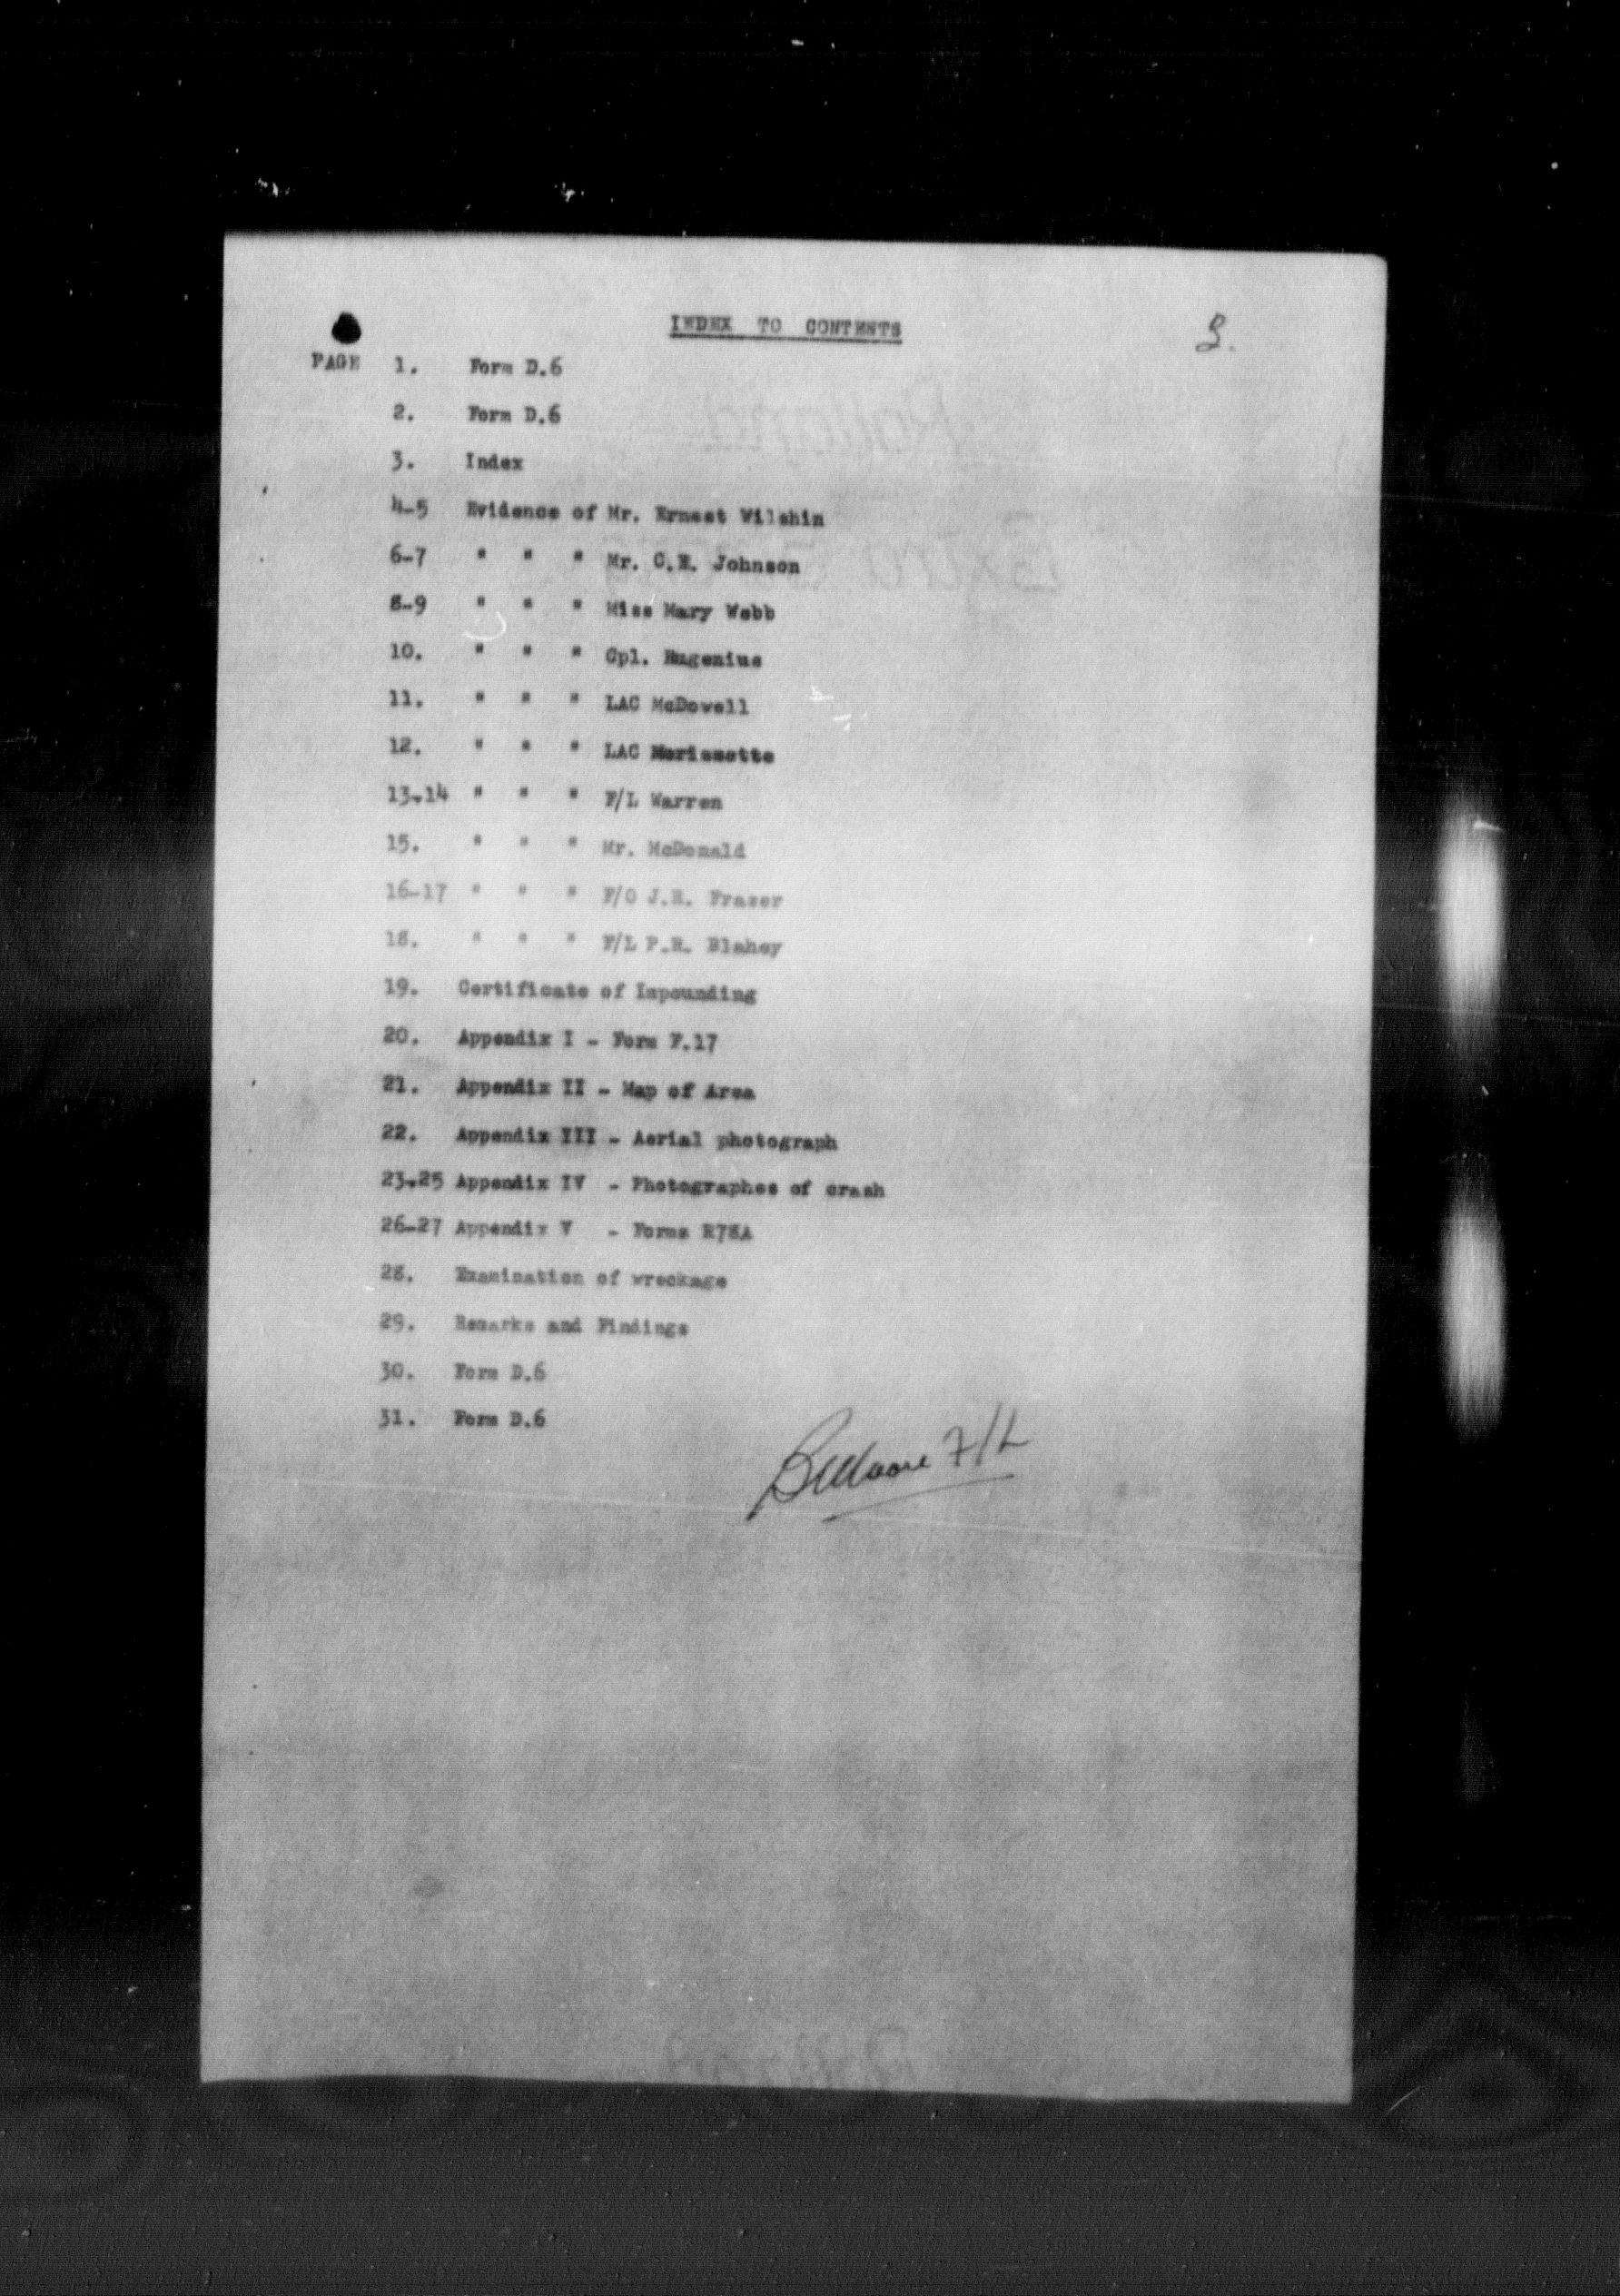 INDEX TO CONTENTS
3.
PAGE 1. Form D.6
2. Form D.6
3. Index
4-5 Evidence of Mr. Ernest Wilshin
6-7 " " " Mr. C.E. Johnson
8-9 " " " Miss Mary Webb
10. " " " Cpl. Eugenius
11. " " " LAC McDowell
12. " " " LAC
13-14 " " " F/L Warren
15. " " " Mr. McDonald
16-17 " " " F/O J.R. Fraser
18. " " " F/L P.R. Blahey
19. Certificate of Impounding
20. Appendix I - Form F.17
21. Appendix II - Map of Area
22. Appendix III - Aerial photograph
23-25 Appendix IV - Photographes of crash
26-27 Appendix V - Forms R78A
28. Examination of wreckage
29. Remarks and Findings
30. Form D.6
31. Form D.6
F/L